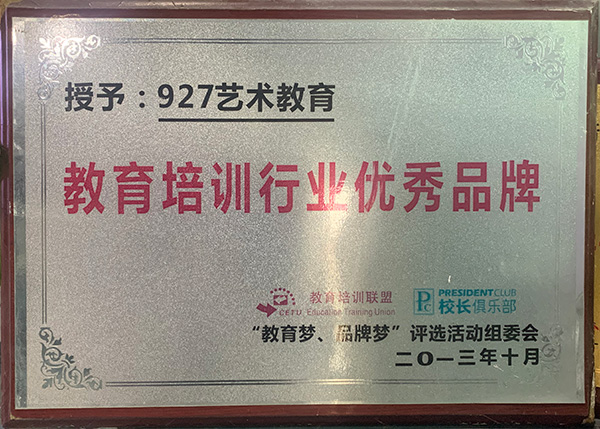 授予：927艺术教育
教育培训行业优秀品牌
CETU 教育培训联盟 Education Training Union
Pc PRESIDENT CLUB 校长俱乐部
“教育梦、品牌梦”评选活动组委会
二O一三年十月